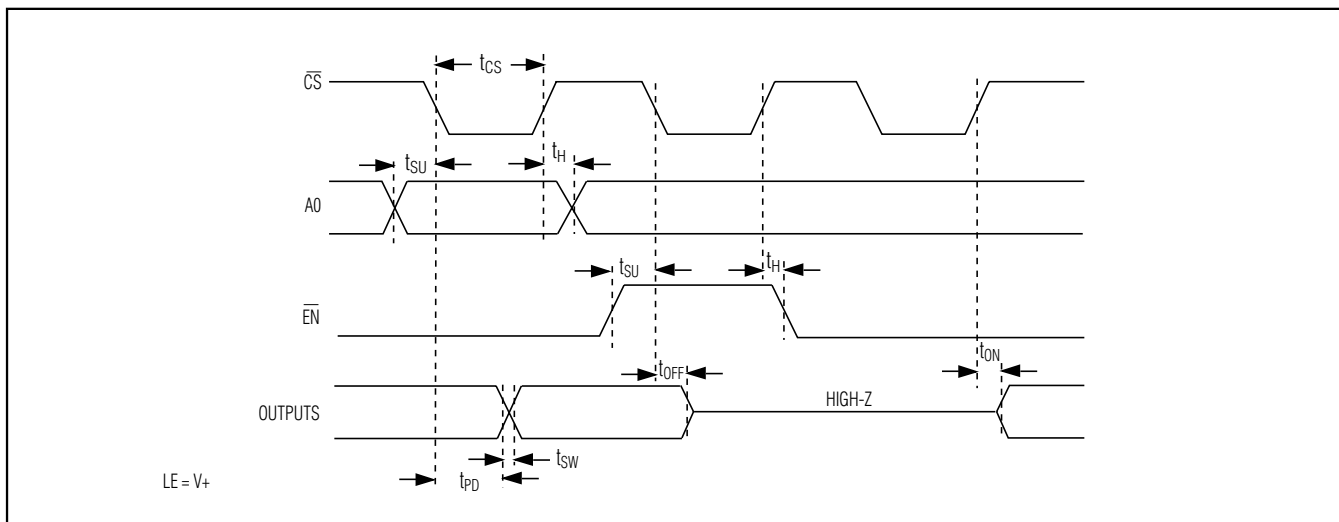 CS
tCS
tSU
tH
A0
tSU
tH
EN
tON
tOFF
HIGH-Z
OUTPUTS
tSW
LE = V+
tPD